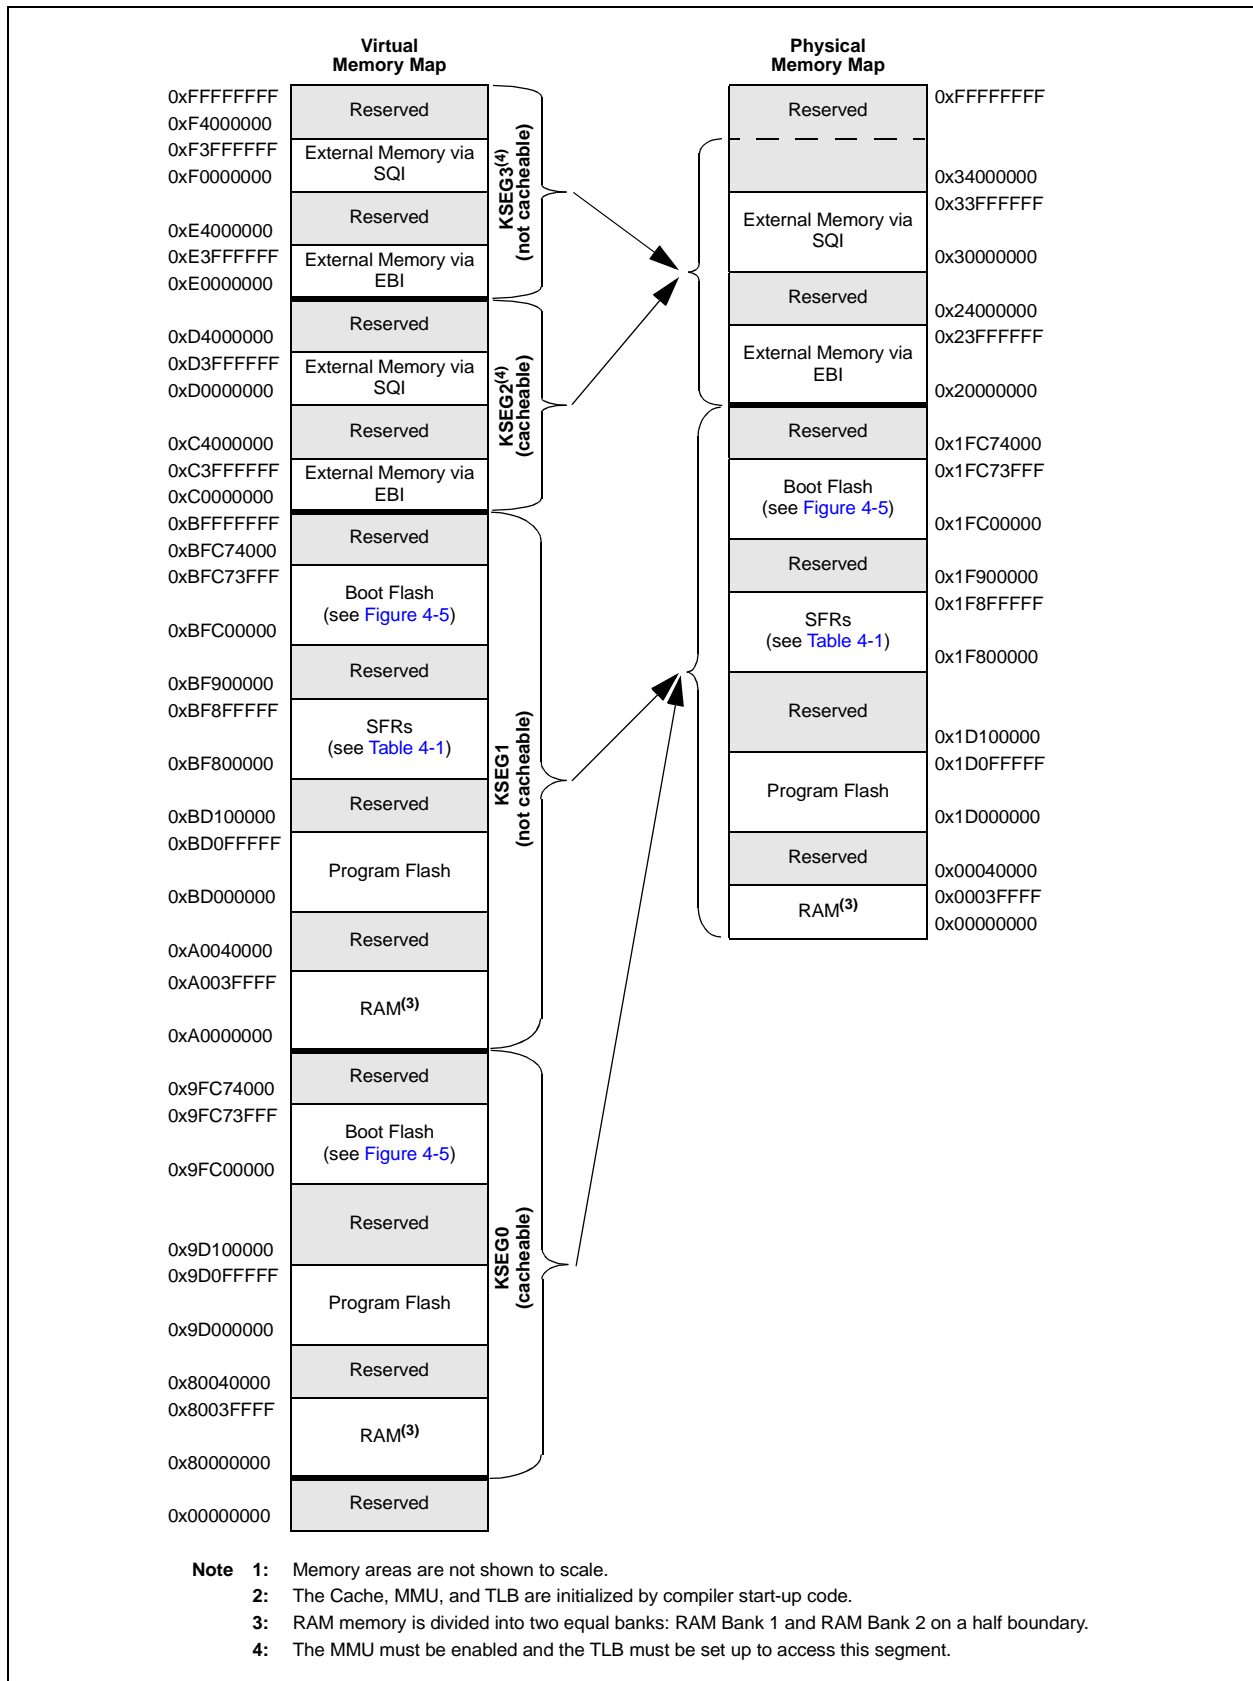 Virtual
Memory Map
0xFFFFFFFF
Reserved
0xF4000000
0xF3FFFFFF
External Memory via
SQI
0xF0000000
Reserved
0xE4000000
0xE3FFFFFF
External Memory via
EBI
0xE0000000
KSEG3(4)
(not cacheable)
Reserved
0xD4000000
0xD3FFFFFF
External Memory via
SQI
0xD0000000
Reserved
0xC4000000
0xC3FFFFFF
External Memory via
EBI
0xC0000000
KSEG2(4)
(cacheable)
0xBFFFFFFF
Reserved
0xBFC74000
0xBFC73FFF
Boot Flash
(see Figure 4-5)
0xBFC00000
Reserved
0xBF900000
0xBF8FFFFF
SFRs
(see Table 4-1)
0xBF800000
Reserved
0xBD100000
0xBD0FFFFF
Program Flash
0xBD000000
Reserved
0xA0040000
0xA003FFFF
RAM(3)
0xA0000000
KSEG1
(not cacheable)
Reserved
0x9FC74000
0x9FC73FFF
Boot Flash
(see Figure 4-5)
0x9FC00000
Reserved
0x9D100000
0x9D0FFFFF
Program Flash
0x9D000000
Reserved
0x80040000
0x8003FFFF
RAM(3)
0x80000000
KSEG0
(cacheable)
Reserved
0x00000000
Physical
Memory Map
Reserved
0xFFFFFFFF
0x34000000
0x33FFFFFF
External Memory via
SQI
0x30000000
Reserved
0x24000000
0x23FFFFFF
External Memory via
EBI
0x20000000
Reserved
0x1FC74000
0x1FC73FFF
Boot Flash
(see Figure 4-5)
0x1FC00000
Reserved
0x1F900000
0x1F8FFFFF
SFRs
(see Table 4-1)
0x1F800000
Reserved
0x1D100000
0x1D0FFFFF
Program Flash
0x1D000000
Reserved
0x00040000
0x0003FFFF
RAM(3)
0x00000000
Note 1: Memory areas are not shown to scale.
2: The Cache, MMU, and TLB are initialized by compiler start-up code.
3: RAM memory is divided into two equal banks: RAM Bank 1 and RAM Bank 2 on a half boundary.
4: The MMU must be enabled and the TLB must be set up to access this segment.